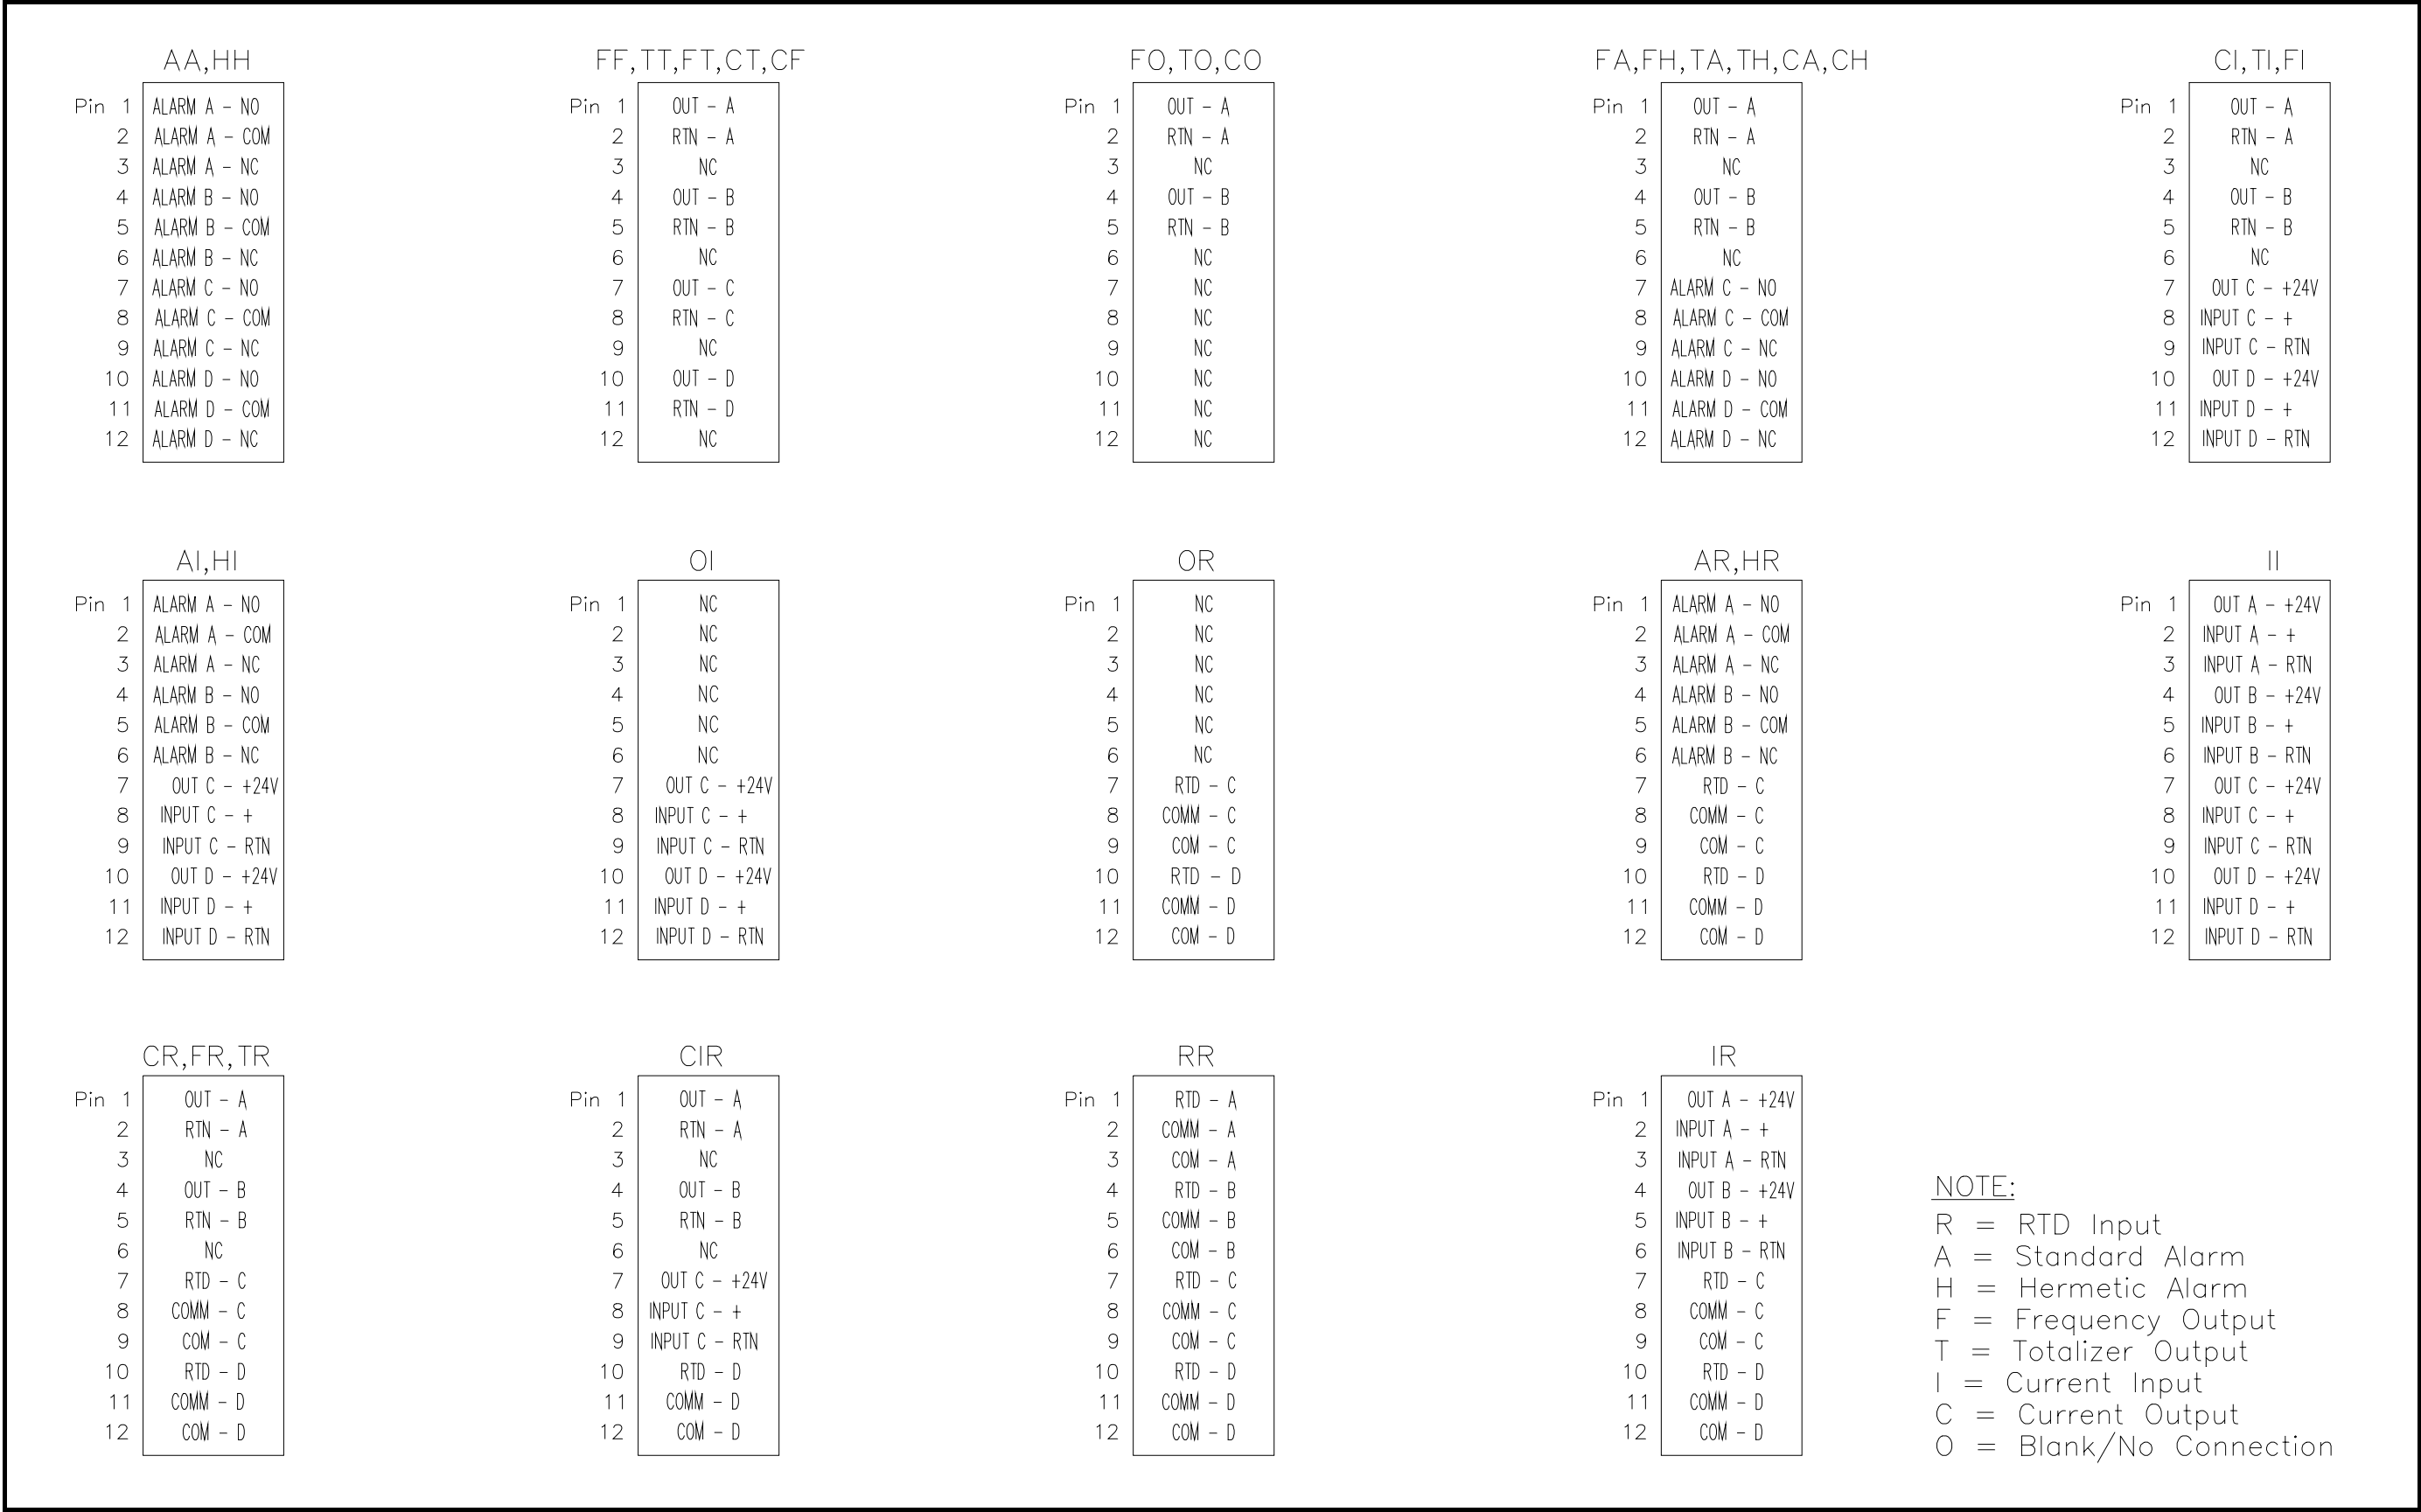 AA,HH
Pin 1 ALARM A - NO
2 ALARM A - COM
3 ALARM A - NC
4 ALARM B - NO
5 ALARM B - COM
6 ALARM B - NC
7 ALARM C - NO
8 ALARM C - COM
9 ALARM C - NC
10 ALARM D - NO
11 ALARM D - COM
12 ALARM D - NC
FF,TT,FT,CT,CF
Pin 1 OUT - A
2 RTN - A
3 NC
4 OUT - B
5 RTN - B
6 NC
7 OUT - C
8 RTN - C
9 NC
10 OUT - D
11 RTN - D
12 NC
FO,TO,CO
Pin 1 OUT - A
2 RTN - A
3 NC
4 OUT - B
5 RTN - B
6 NC
7 NC
8 NC
9 NC
10 NC
11 NC
12 NC
FA,FH,TA,TH,CA,CH
Pin 1 OUT - A
2 RTN - A
3 NC
4 OUT - B
5 RTN - B
6 NC
7 ALARM C - NO
8 ALARM C - COM
9 ALARM C - NC
10 ALARM D - NO
11 ALARM D - COM
12 ALARM D - NC
CI,TI,FI
Pin 1 OUT - A
2 RTN - A
3 NC
4 OUT - B
5 RTN - B
6 NC
7 OUT C - +24V
8 INPUT C - +
9 INPUT C - RTN
10 OUT D - +24V
11 INPUT D - +
12 INPUT D - RTN
AI,HI
Pin 1 ALARM A - NO
2 ALARM A - COM
3 ALARM A - NC
4 ALARM B - NO
5 ALARM B - COM
6 ALARM B - NC
7 OUT C - +24V
8 INPUT C - +
9 INPUT C - RTN
10 OUT D - +24V
11 INPUT D - +
12 INPUT D - RTN
OI
Pin 1 NC
2 NC
3 NC
4 NC
5 NC
6 NC
7 OUT C - +24V
8 INPUT C - +
9 INPUT C - RTN
10 OUT D - +24V
11 INPUT D - +
12 INPUT D - RTN
OR
Pin 1 NC
2 NC
3 NC
4 NC
5 NC
6 NC
7 RTD - C
8 COMM - C
9 COM - C
10 RTD - D
11 COMM - D
12 COM - D
AR,HR
Pin 1 ALARM A - NO
2 ALARM A - COM
3 ALARM A - NC
4 ALARM B - NO
5 ALARM B - COM
6 ALARM B - NC
7 RTD - C
8 COMM - C
9 COM - C
10 RTD - D
11 COMM - D
12 COM - D
II
Pin 1 OUT A - +24V
2 INPUT A - +
3 INPUT A - RTN
4 OUT B - +24V
5 INPUT B - +
6 INPUT B - RTN
7 OUT C - +24V
8 INPUT C - +
9 INPUT C - RTN
10 OUT D - +24V
11 INPUT D - +
12 INPUT D - RTN
CR,FR,TR
Pin 1 OUT - A
2 RTN - A
3 NC
4 OUT - B
5 RTN - B
6 NC
7 RTD - C
8 COMM - C
9 COM - C
10 RTD - D
11 COMM - D
12 COM - D
CIR
Pin 1 OUT - A
2 RTN - A
3 NC
4 OUT - B
5 RTN - B
6 NC
7 OUT C - +24V
8 INPUT C - +
9 INPUT C - RTN
10 RTD - D
11 COMM - D
12 COM - D
RR
Pin 1 RTD - A
2 COMM - A
3 COM - A
4 RTD - B
5 COMM - B
6 COM - B
7 RTD - C
8 COMM - C
9 COM - C
10 RTD - D
11 COMM - D
12 COM - D
IR
Pin 1 OUT A - +24V
2 INPUT A - +
3 INPUT A - RTN
4 OUT B - +24V
5 INPUT B - +
6 INPUT B - RTN
7 RTD - C
8 COMM - C
9 COM - C
10 RTD - D
11 COMM - D
12 COM - D
NOTE:
R = RTD Input
A = Standard Alarm
H = Hermetic Alarm
F = Frequency Output
T = Totalizer Output
I = Current Input
C = Current Output
O = Blank/No Connection